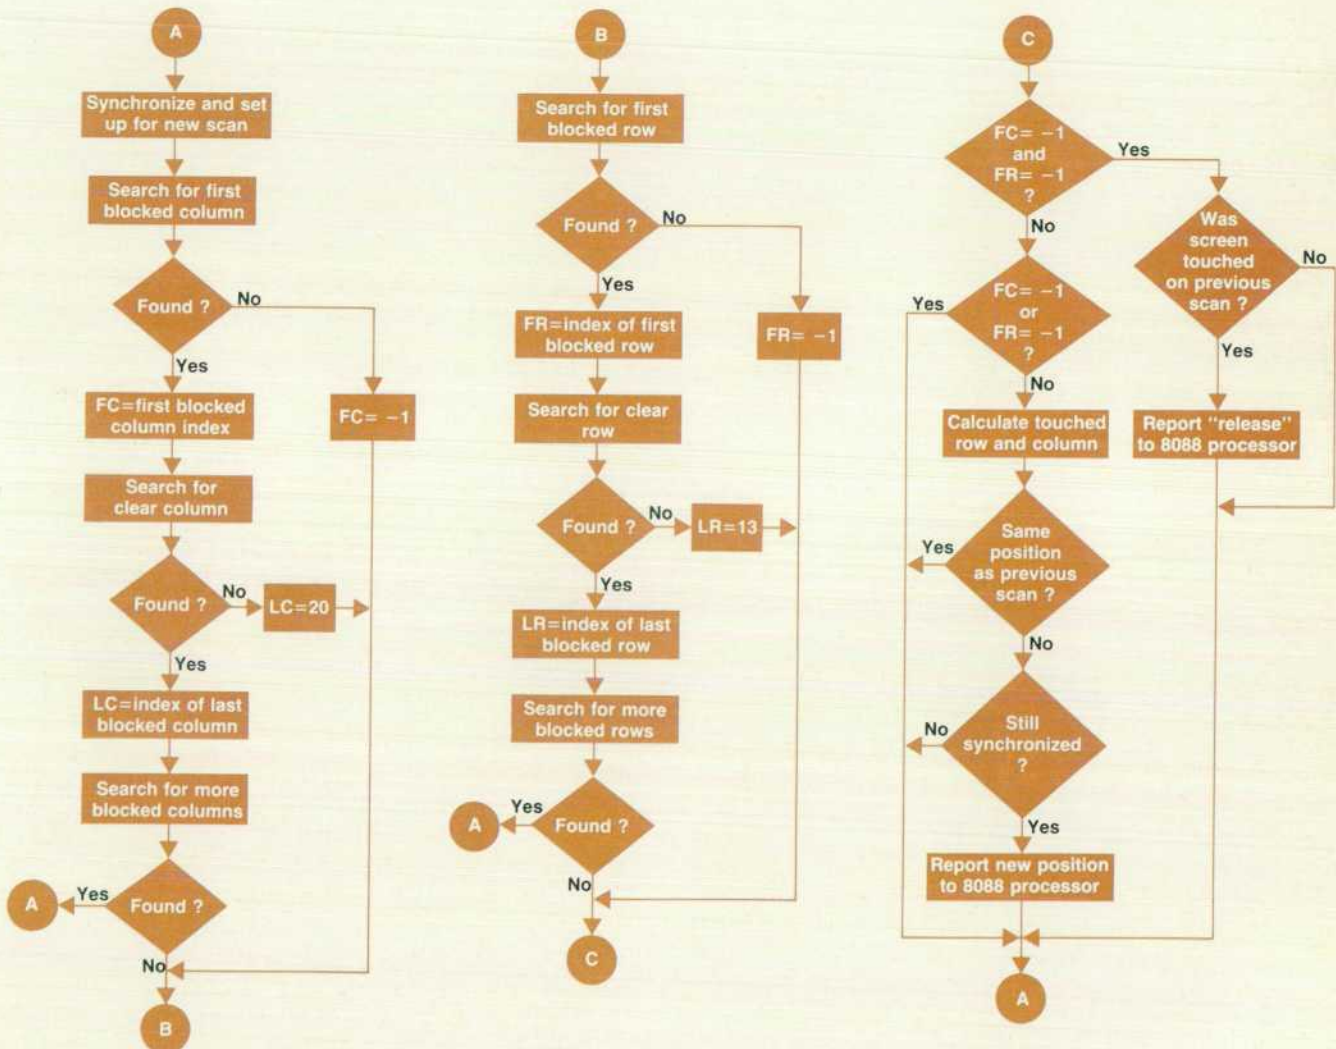 A
Synchronize and set
up for new scan
Search for first
blocked column
Found ?
No
Yes
FC=first blocked
column index
FC= −1
Search for
clear column
Found ?
No
LC=20
Yes
LC=index of last
blocked column
Search for more
blocked columns
Found ?
Yes
A
No
B
B
Search for first
blocked row
Found ?
No
Yes
FR=index of first
blocked row
FR= −1
Search for clear
row
Found ?
No
LR=13
Yes
LR=index of last
blocked row
Search for more
blocked rows
Found ?
Yes
A
No
C
C
FC= −1
and
FR= −1
?
Yes
No
Was
screen
touched
on previous
scan ?
No
Yes
FC= −1
or
FR= −1
?
Yes
No
Calculate touched
row and column
Report "release"
to 8088 processor
Same
position
as previous
scan ?
Yes
No
Still
synchronized
?
No
Yes
Report new position
to 8088 processor
A